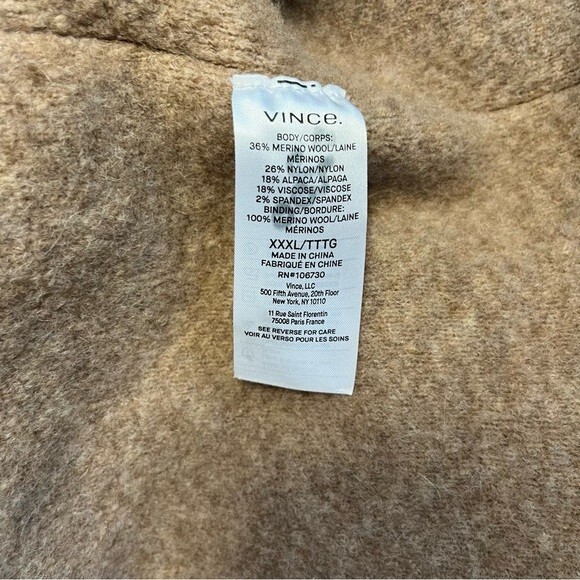 VINCE.
BODY/CORPS:
36% MERINO WOOL/LAINE
MÉRINOS
26% NYLON/NYLON
18% ALPACA/ALPAGA
18% VISCOSE/VISCOSE
2% SPANDEX/SPANDEX
BINDING/BORDURE:
100% MERINO WOOL/LAINE
MÉRINOS
XXXL/TTTG
MADE IN CHINA
FABRIQUÉ EN CHINE
RN#106730
Vince, LLC
500 Fifth Avenue, 20th Floor
New York, NY 10110
11 Rue Saint Florentin
75008 Paris France
SEE REVERSE FOR CARE
VOIR AU VERSO POUR LES SOINS